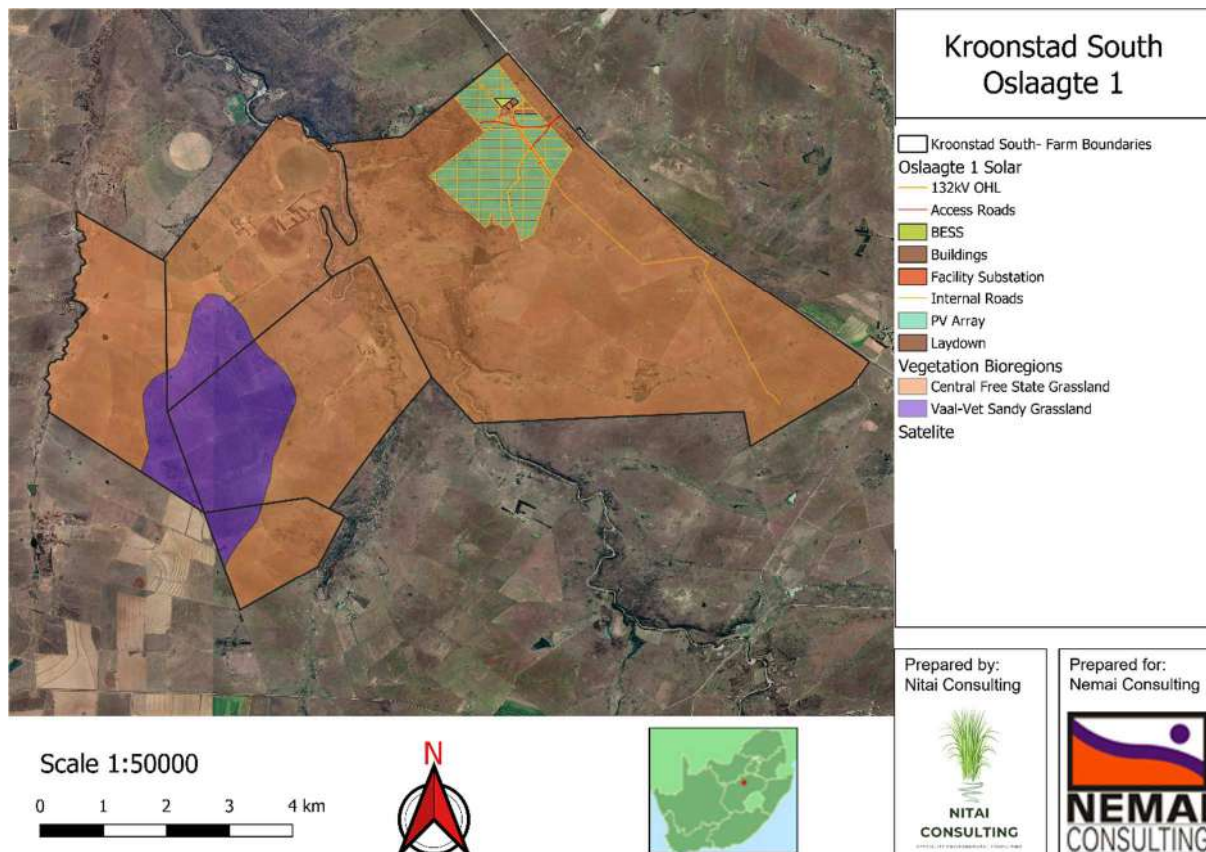 Kroonstad South
Oslaagte 1
Kroonstad South- Farm Boundaries
Oslaagte 1 Solar
132kV OHL
Access Roads
BESS
Buildings
Facility Substation
Internal Roads
PV Array
Laydown
Vegetation Bioregions
Central Free State Grassland
Vaal-Vet Sandy Grassland
Satelite
Prepared by:
Nitai Consulting
NITAI
CONSULTING
Prepared for:
Nemai Consulting
NEMAI
CONSULTING
Scale 1:50000
0 1 2 3 4 km
N